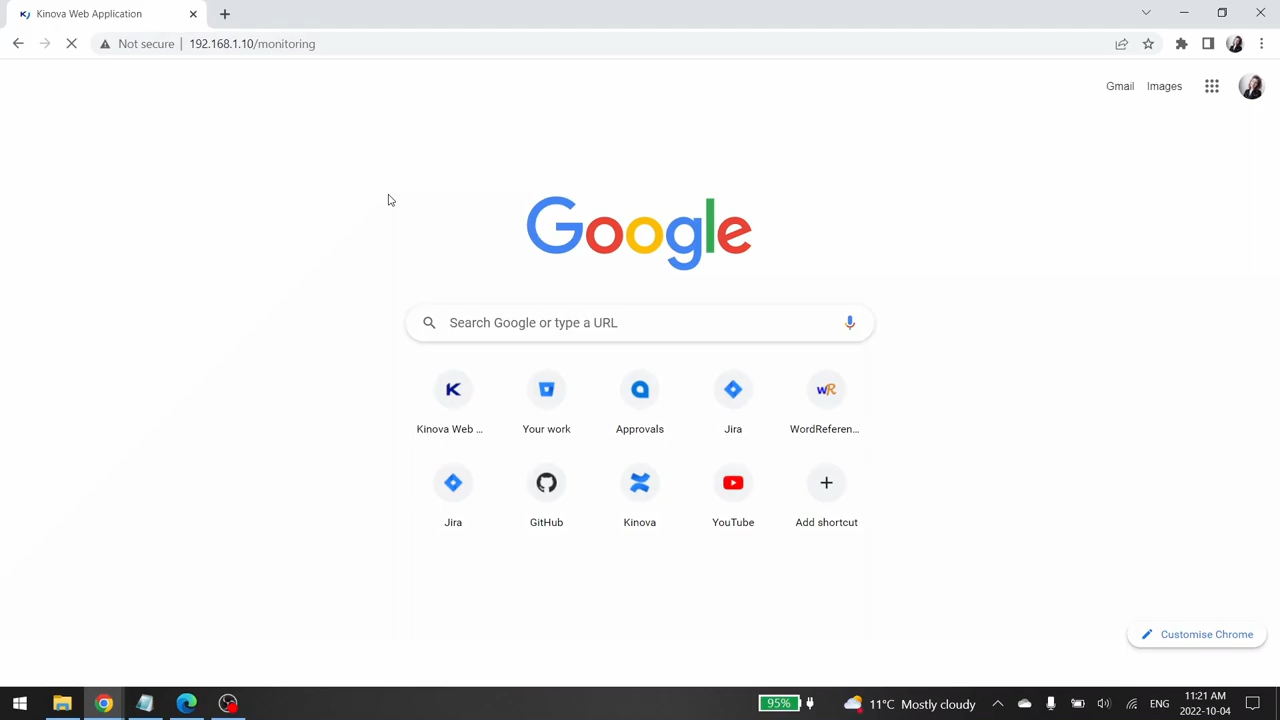 Kinova Web Application
Not secure
192.168.1.10/monitoring
Gmail
Images
Google
Search Google or type a URL
Kinova Web ...
Your work
Approvals
Jira
wR
WordReferen...
Jira
GitHub
Kinova
YouTube
Add shortcut
Customise Chrome
95%
11°C Mostly cloudy
ENG
11:21 AM
2022-10-04